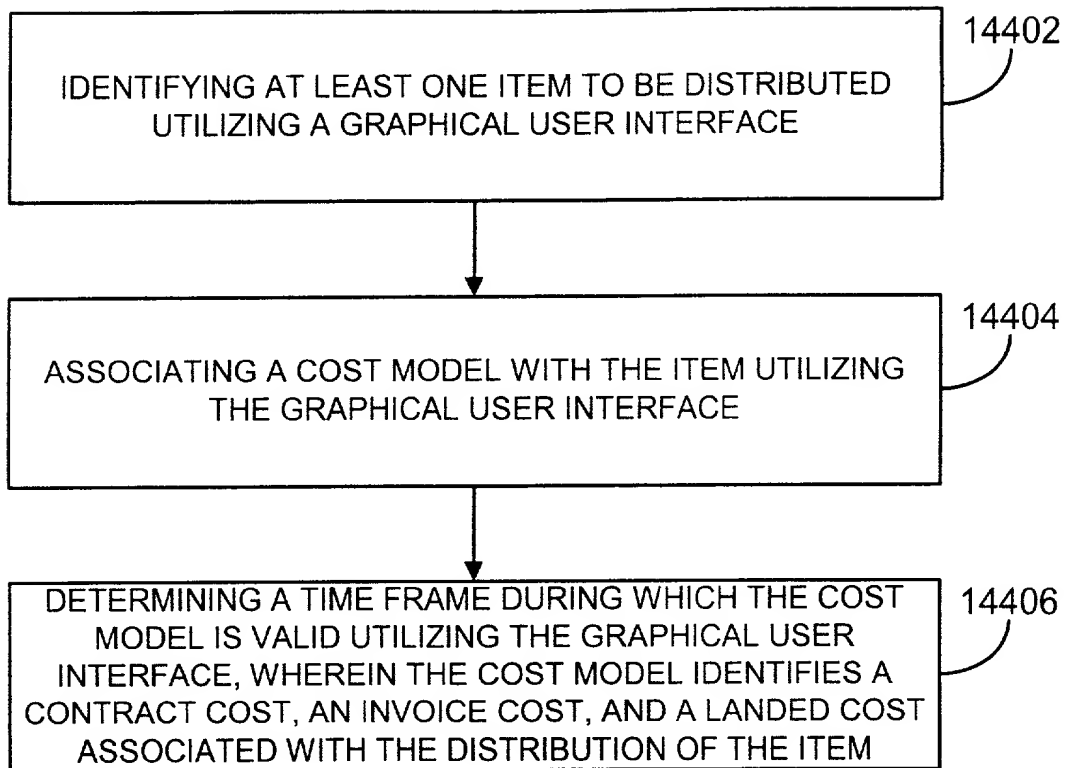 14402
IDENTIFYING AT LEAST ONE ITEM TO BE DISTRIBUTED
UTILIZING A GRAPHICAL USER INTERFACE
14404
ASSOCIATING A COST MODEL WITH THE ITEM UTILIZING
THE GRAPHICAL USER INTERFACE
14406
DETERMINING A TIME FRAME DURING WHICH THE COST
MODEL IS VALID UTILIZING THE GRAPHICAL USER
INTERFACE, WHEREIN THE COST MODEL IDENTIFIES A
CONTRACT COST, AN INVOICE COST, AND A LANDED COST
ASSOCIATED WITH THE DISTRIBUTION OF THE ITEM